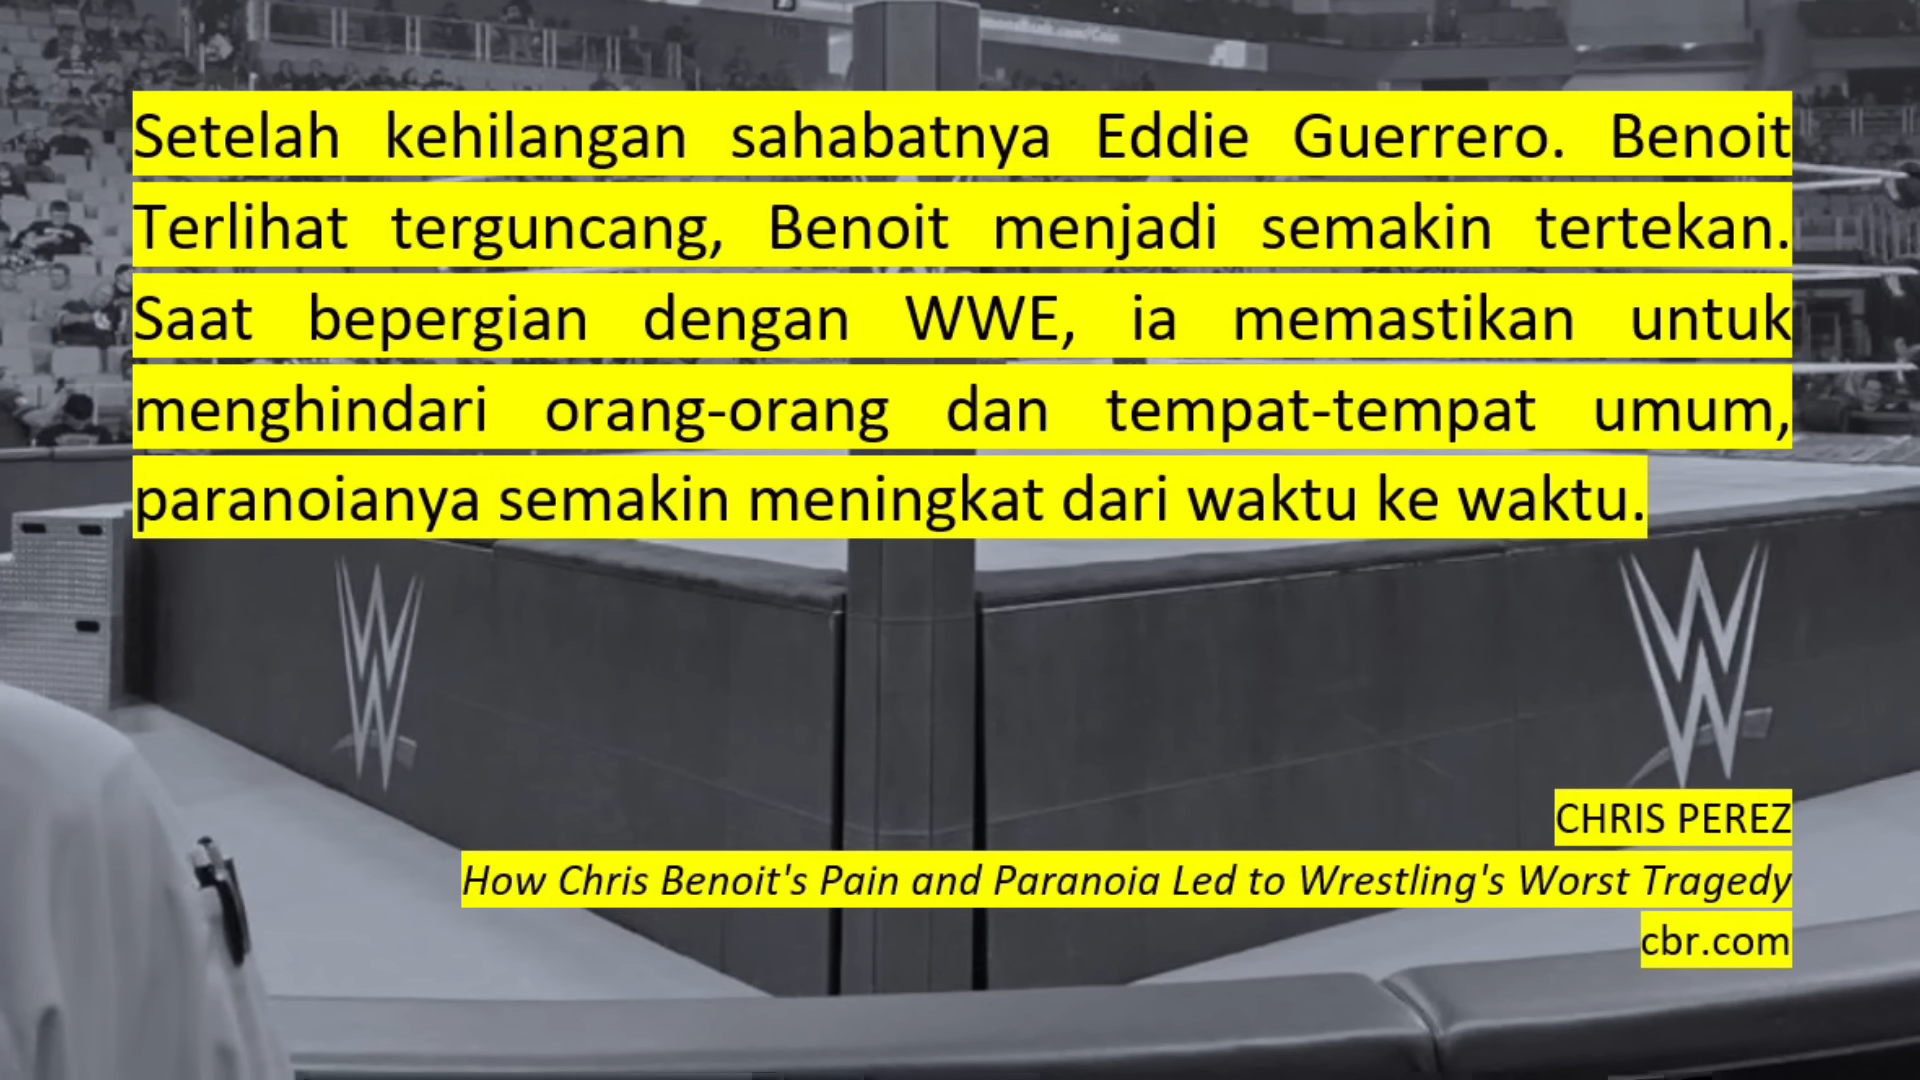 Setelah kehilangan sahabatnya Eddie Guerrero. Benoit
Terlihat terguncang, Benoit menjadi semakin tertekan.
Saat bepergian dengan WWE, ia memastikan untuk
menghindari orang-orang dan tempat-tempat umum,
paranoianya semakin meningkat dari waktu ke waktu.
CHRIS PEREZ
How Chris Benoit's Pain and Paranoia Led to Wrestling's Worst Tragedy
cbr.com